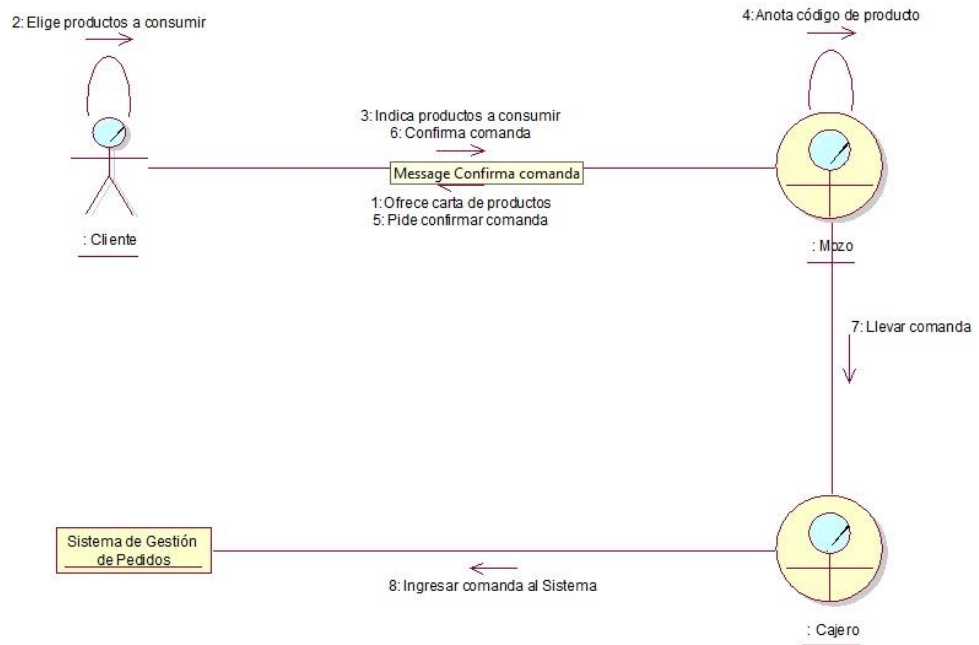 2: Elige productos a consumir
4: Anota código de producto
3: Indica productos a consumir
6: Confirma comanda
Message Confirma comanda
1: Ofrece carta de productos
5: Pide confirmar comanda
: Cliente
: Mozo
7: Llevar comanda
Sistema de Gestión
de Pedidos
8: Ingresar comanda al Sistema
: Cajero